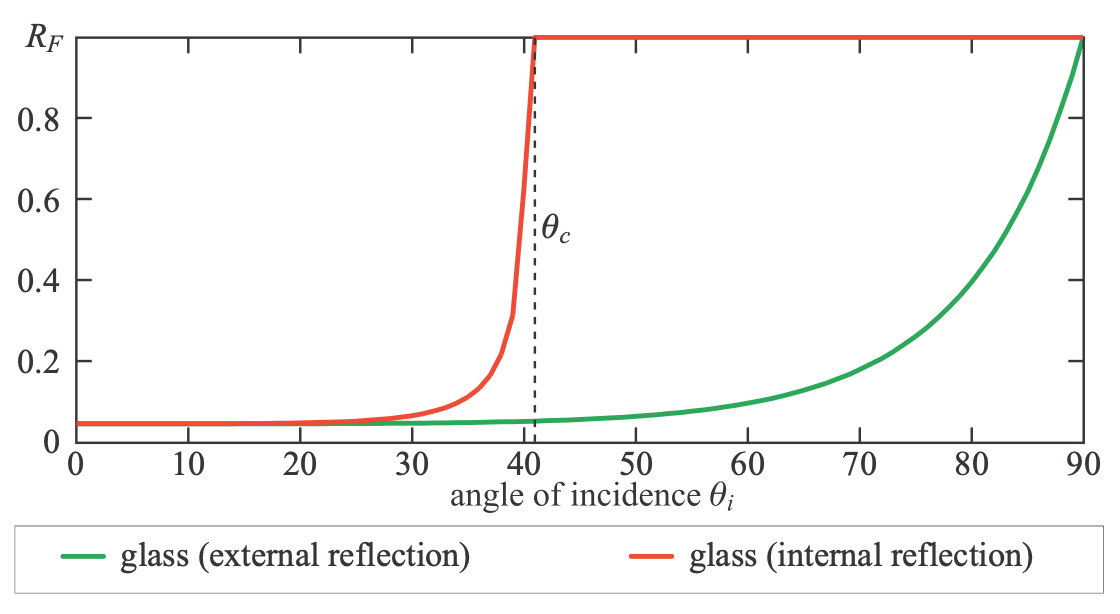 R_F
0.8
0.6
0.4
0.2
0
θ_c
0 10 20 30 40 50 60 70 80 90
angle of incidence θ_i
glass (external reflection) glass (internal reflection)